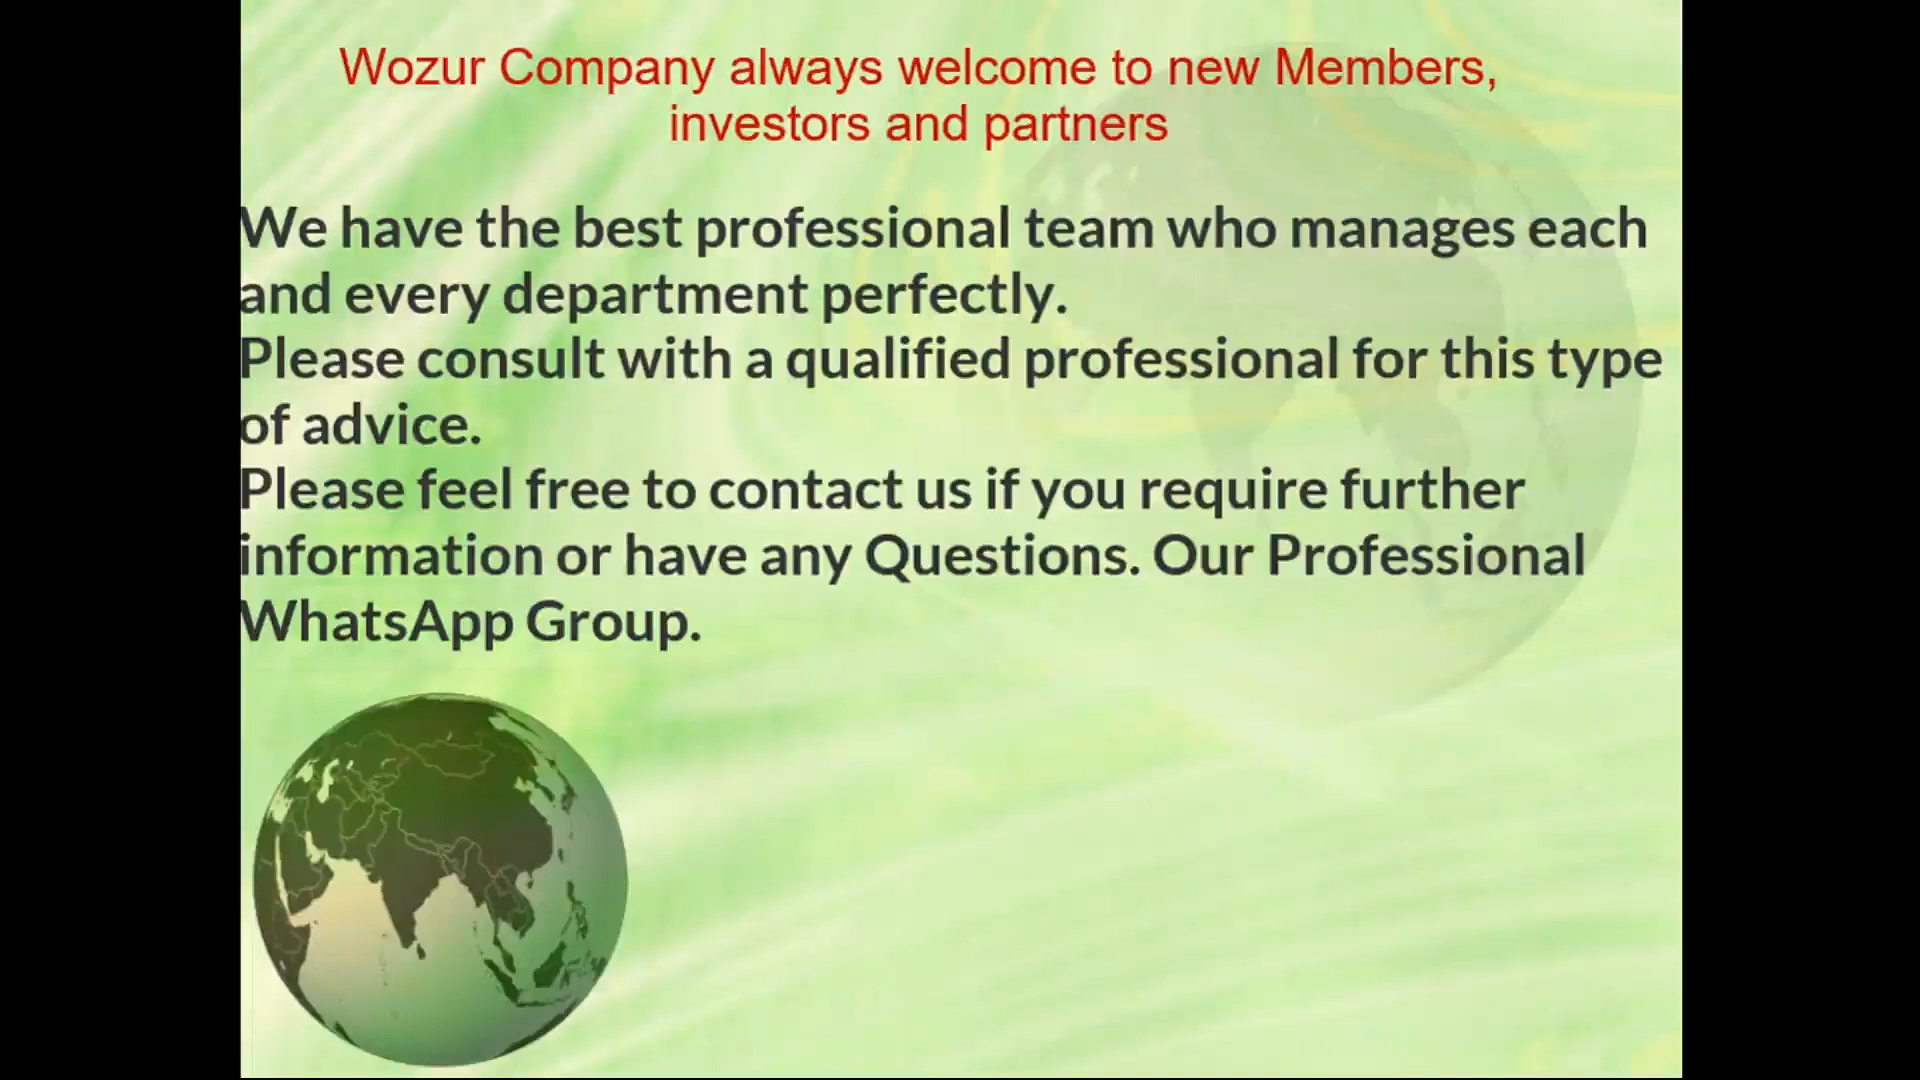 Wozur Company always welcome to new Members,
investors and partners
We have the best professional team who manages each
and every department perfectly.
Please consult with a qualified professional for this type
of advice.
Please feel free to contact us if you require further
information or have any Questions. Our Professional
WhatsApp Group.